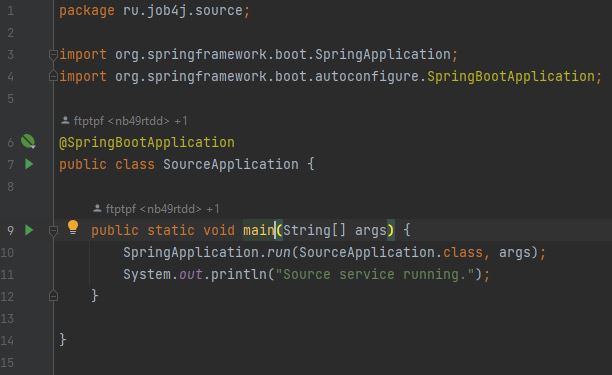 1 package ru.job4j.source;
2
3 import org.springframework.boot.SpringApplication;
4 import org.springframework.boot.autoconfigure.SpringBootApplication;
5
ftptpf <nb49rtdd> +1
6 @SpringBootApplication
7 public class SourceApplication {
8
ftptpf <nb49rtdd> +1
9 public static void main(String[] args) {
10 SpringApplication.run(SourceApplication.class, args);
11 System.out.println("Source service running.");
12 }
13
14 }
15